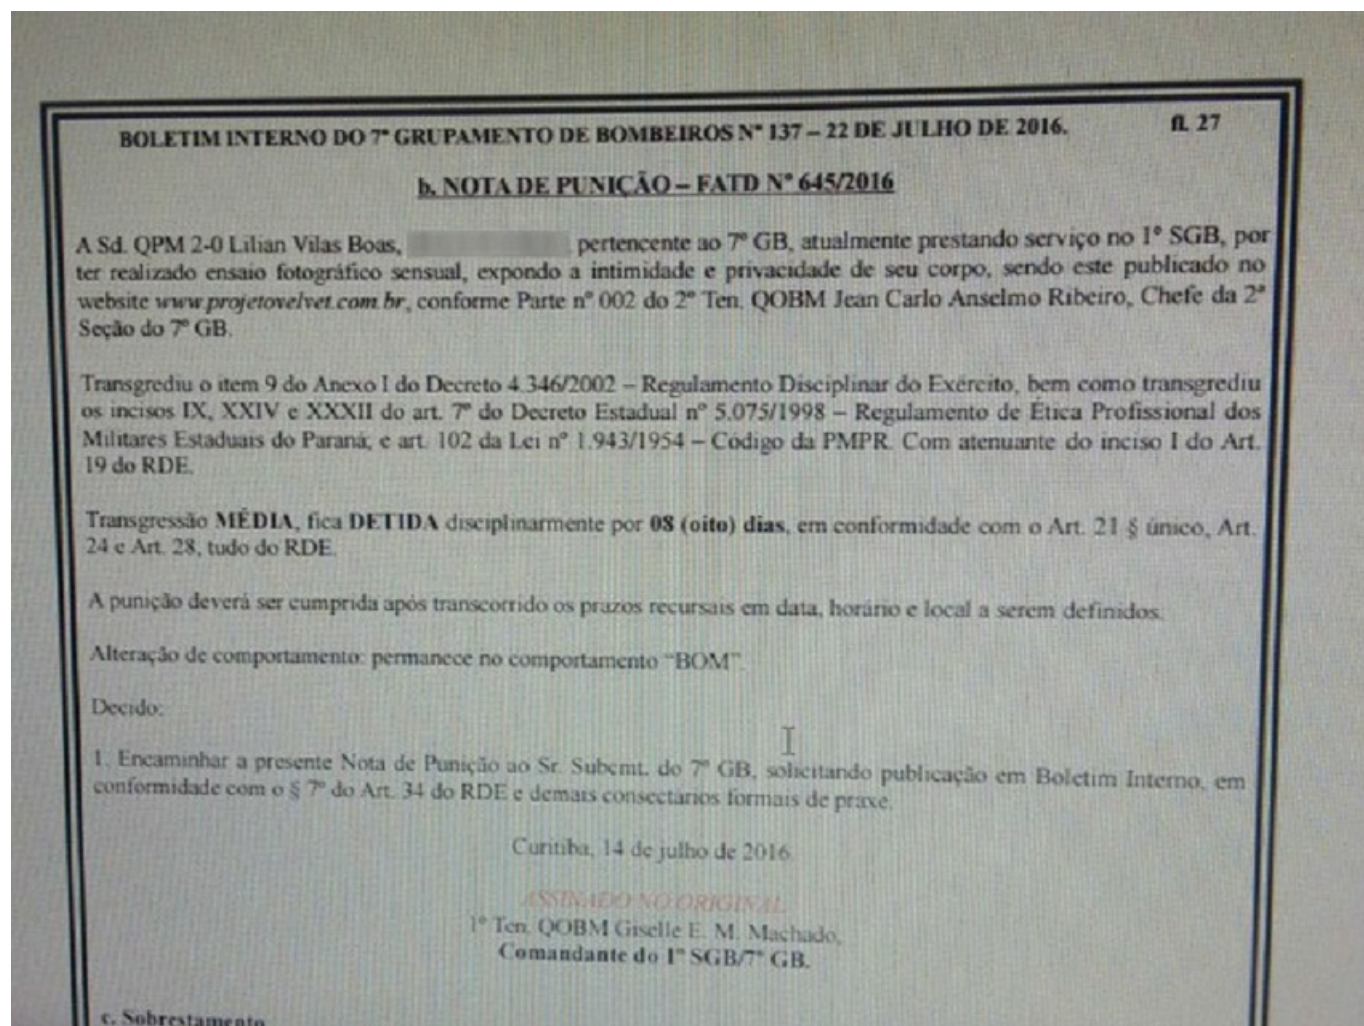 BOLETIM INTERNO DO 7º GRUPAMENTO DE BOMBEIROS Nº 137 – 22 DE JULHO DE 2016. fl. 27
b. NOTA DE PUNIÇÃO – FATD Nº 645/2016
A Sd. QPM 2-0 Lilian Vilas Boas, pertencente ao 7º GB, atualmente prestando serviço no 1º SGB, por
ter realizado ensaio fotográfico sensual, expondo a intimidade e privacidade de seu corpo, sendo este publicado no
website www.projetovelvet.com.br, conforme Parte nº 002 do 2º Ten. QOBM Jean Carlo Anselmo Ribeiro, Chefe da 2ª
Seção do 7º GB.
Transgrediu o item 9 do Anexo I do Decreto 4.346/2002 – Regulamento Disciplinar do Exército, bem como transgrediu
os incisos IX, XXIV e XXXII do art. 7º do Decreto Estadual nº 5.075/1998 – Regulamento de Ética Profissional dos
Militares Estaduais do Paraná; e art. 102 da Lei nº 1.943/1954 – Código da PMPR. Com atenuante do inciso I do Art.
19 do RDE.
Transgressão MÉDIA, fica DETIDA disciplinarmente por 08 (oito) dias, em conformidade com o Art. 21 § único, Art.
24 e Art. 28, tudo do RDE.
A punição deverá ser cumprida após transcorrido os prazos recursais em data, horário e local a serem definidos.
Alteração de comportamento: permanece no comportamento "BOM".
Decido:
1. Encaminhar a presente Nota de Punição ao Sr. Subcmt. do 7º GB, solicitando publicação em Boletim Interno, em
conformidade com o § 7º do Art. 34 do RDE e demais consectários formais de praxe.
Curitiba, 14 de julho de 2016.
ASSINADO NO ORIGINAL
1º Ten. QOBM Giselle E. M. Machado,
Comandante do 1º SGB/7º GB.
c. Sobrestamento